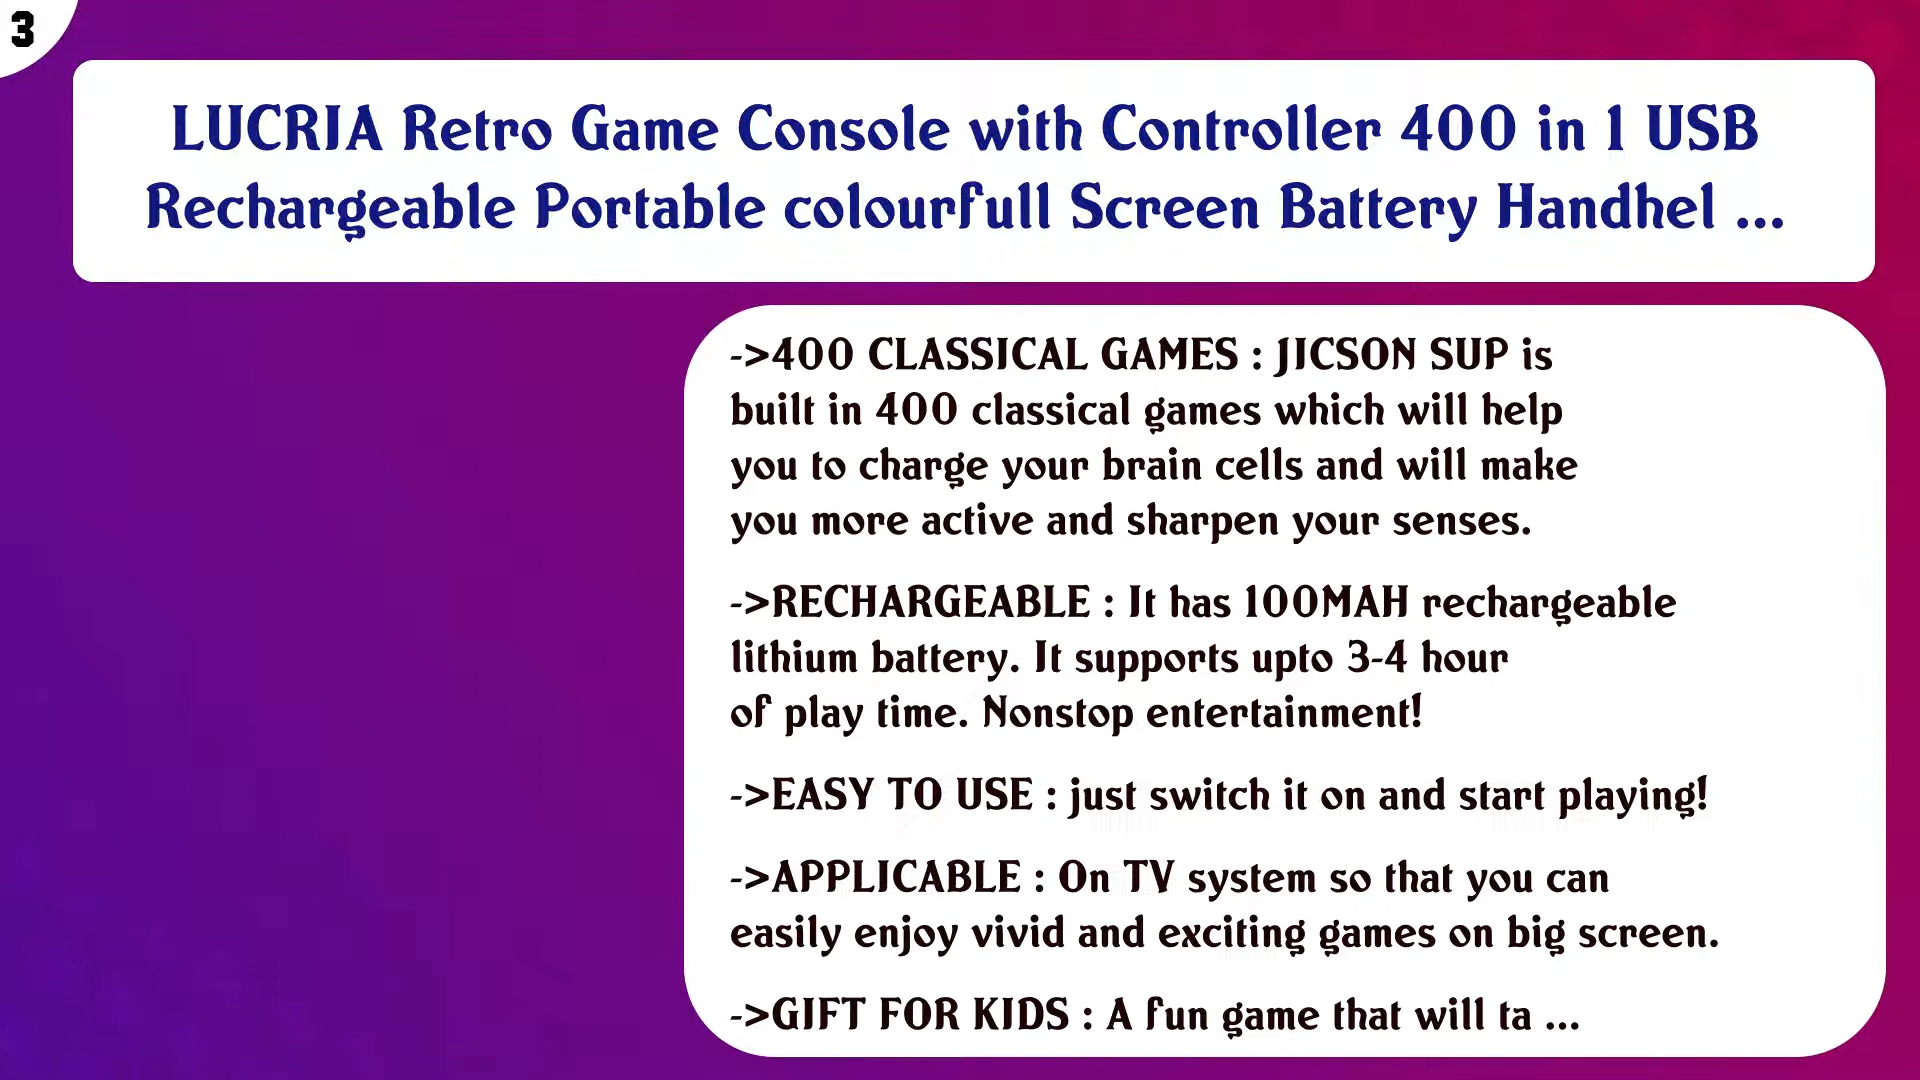 3
LUCRIA Retro Game Console with Controller 400 in 1 USB
Rechargeable Portable colourfull Screen Battery Handhel ...
->400 CLASSICAL GAMES : JICSON SUP is
built in 400 classical games which will help
you to charge your brain cells and will make
you more active and sharpen your senses.
->RECHARGEABLE : It has 100MAH rechargeable
lithium battery. It supports upto 3-4 hour
of play time. Nonstop entertainment!
->EASY TO USE : just switch it on and start playing!
->APPLICABLE : On TV system so that you can
easily enjoy vivid and exciting games on big screen.
->GIFT FOR KIDS : A fun game that will ta ...